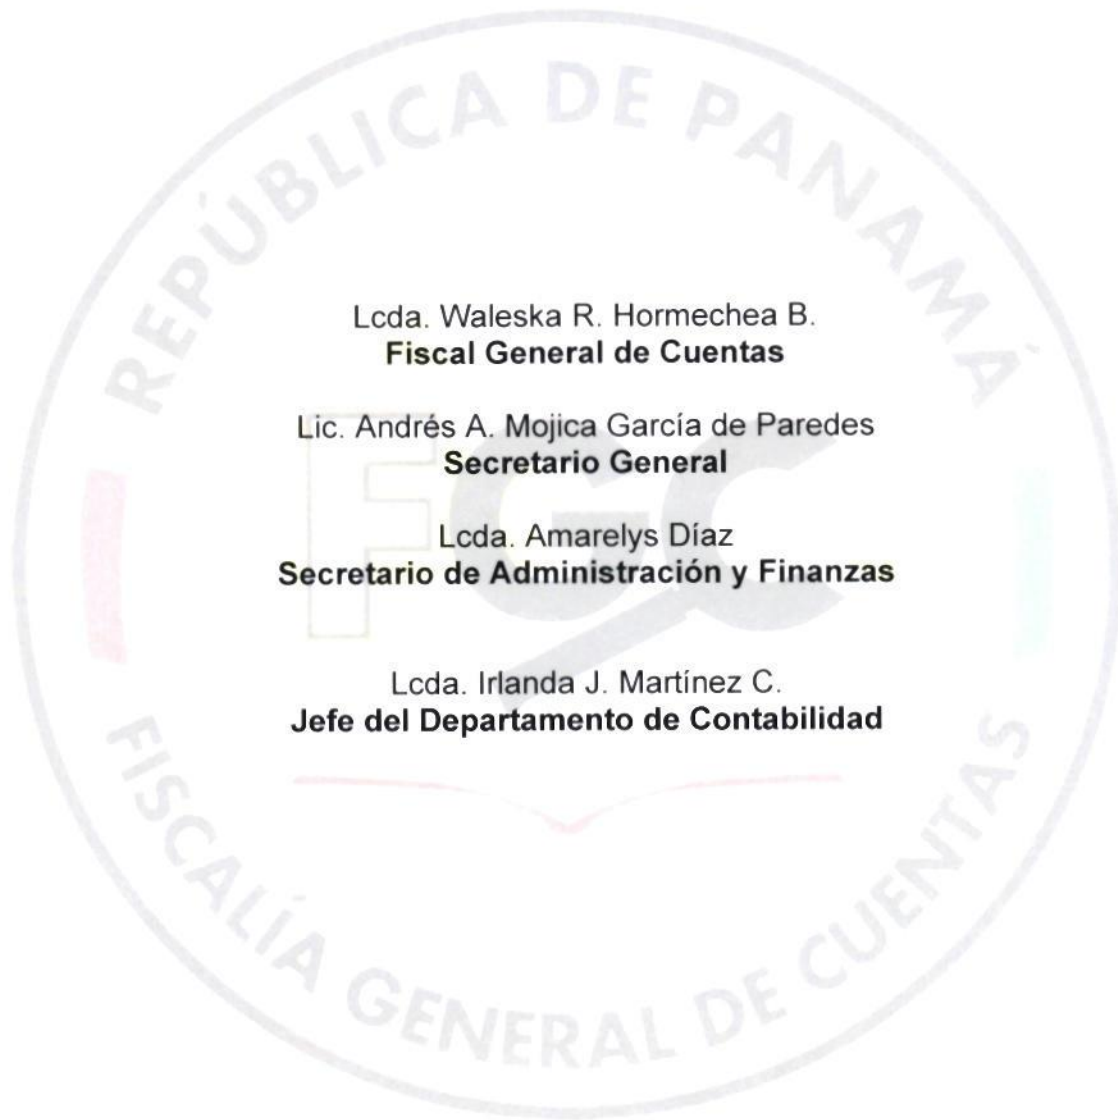 REPÚBLICA DE PANAMÁ
Lcda. Waleska R. Hormechea B.
Fiscal General de Cuentas
Lic. Andrés A. Mojica García de Paredes
Secretario General
Lcda. Amarelys Díaz
Secretario de Administración y Finanzas
Lcda. Irlanda J. Martínez C.
Jefe del Departamento de Contabilidad
FGC
FISCALÍA GENERAL DE CUENTAS